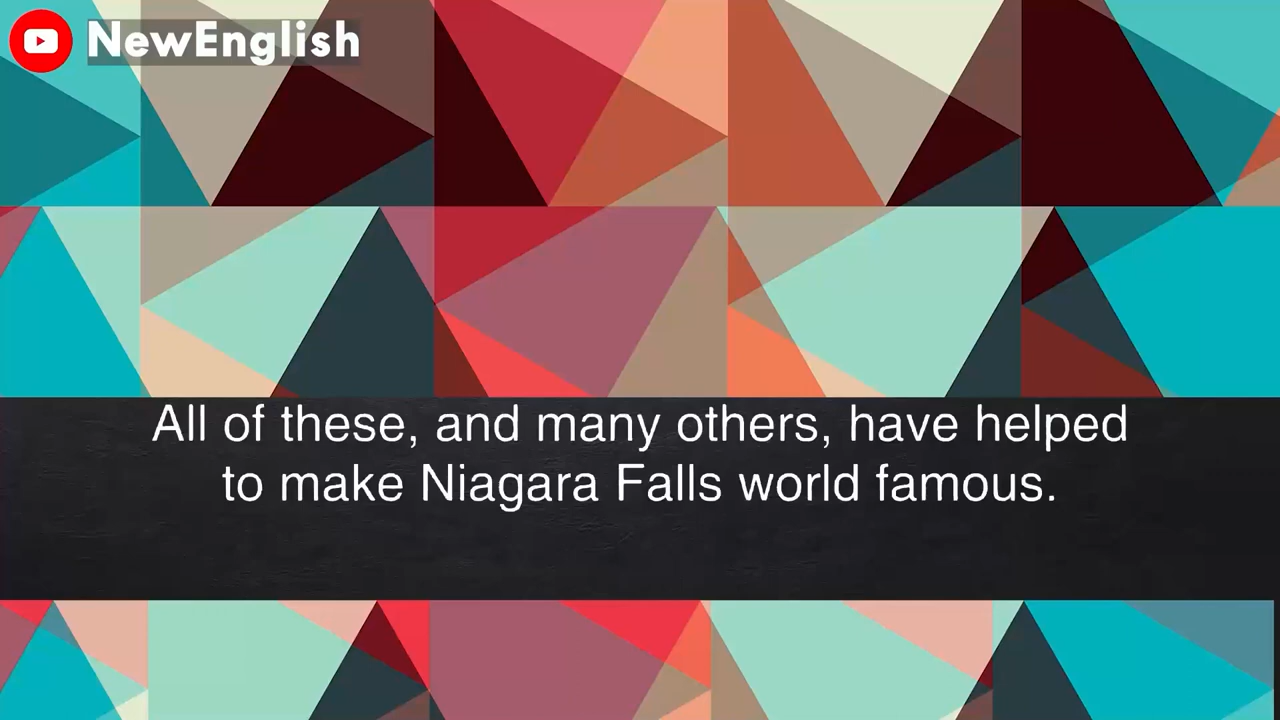 NewEnglish
All of these, and many others, have helped
to make Niagara Falls world famous.